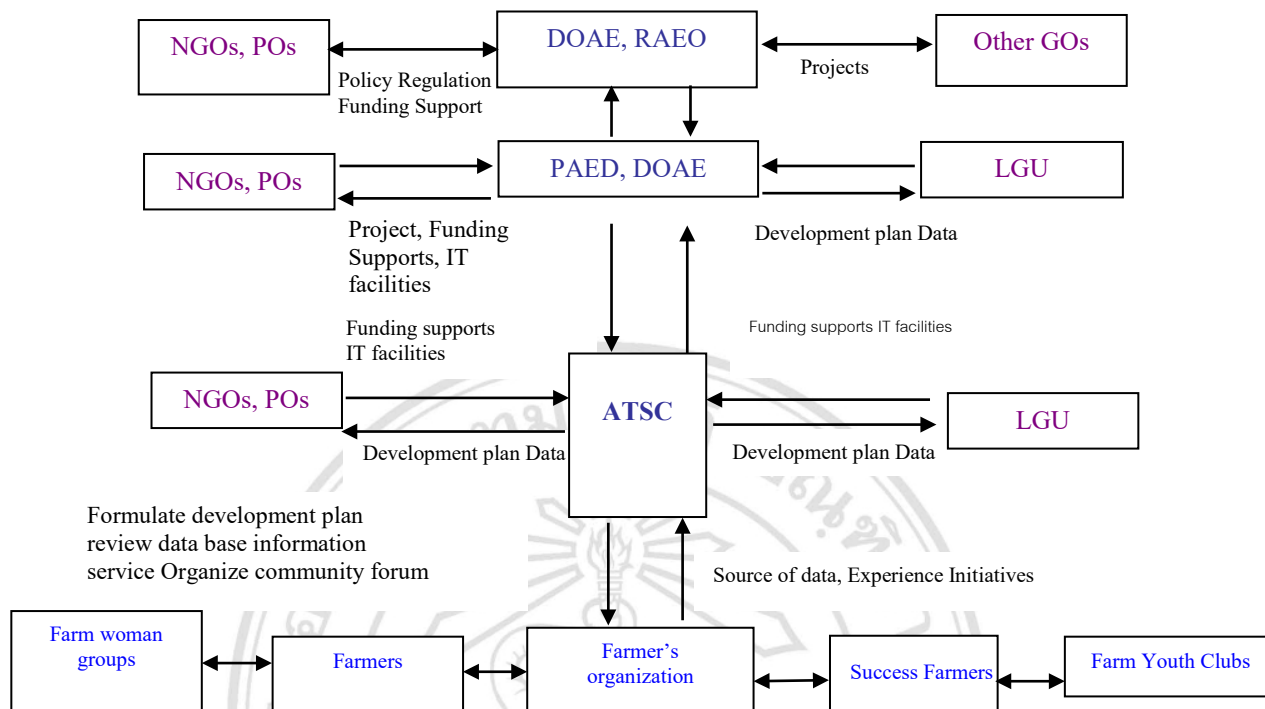 NGOs, POs
DOAE, RAEO
Other GOs
Policy Regulation
Funding Support
Projects
NGOs, POs
PAED, DOAE
LGU
Project, Funding
Supports, IT
facilities
Development plan Data
Funding supports
IT facilities
Funding supports IT facilities
NGOs, POs
ATSC
LGU
Development plan Data
Development plan Data
Formulate development plan
review data base information
service Organize community forum
Source of data, Experience Initiatives
Farm woman
groups
Farmers
Farmer’s
organization
Success Farmers
Farm Youth Clubs